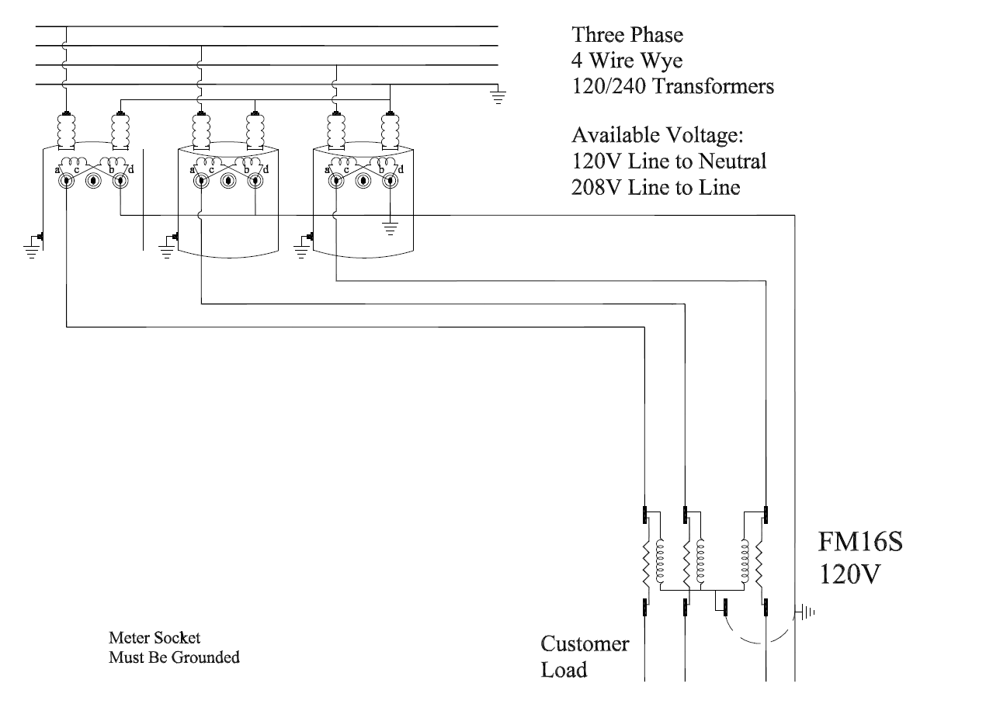 Three Phase
4 Wire Wye
120/240 Transformers
Available Voltage:
120V Line to Neutral
208V Line to Line
a c b d
a c b d
a c b d
FM16S
120V
Meter Socket
Must Be Grounded
Customer
Load